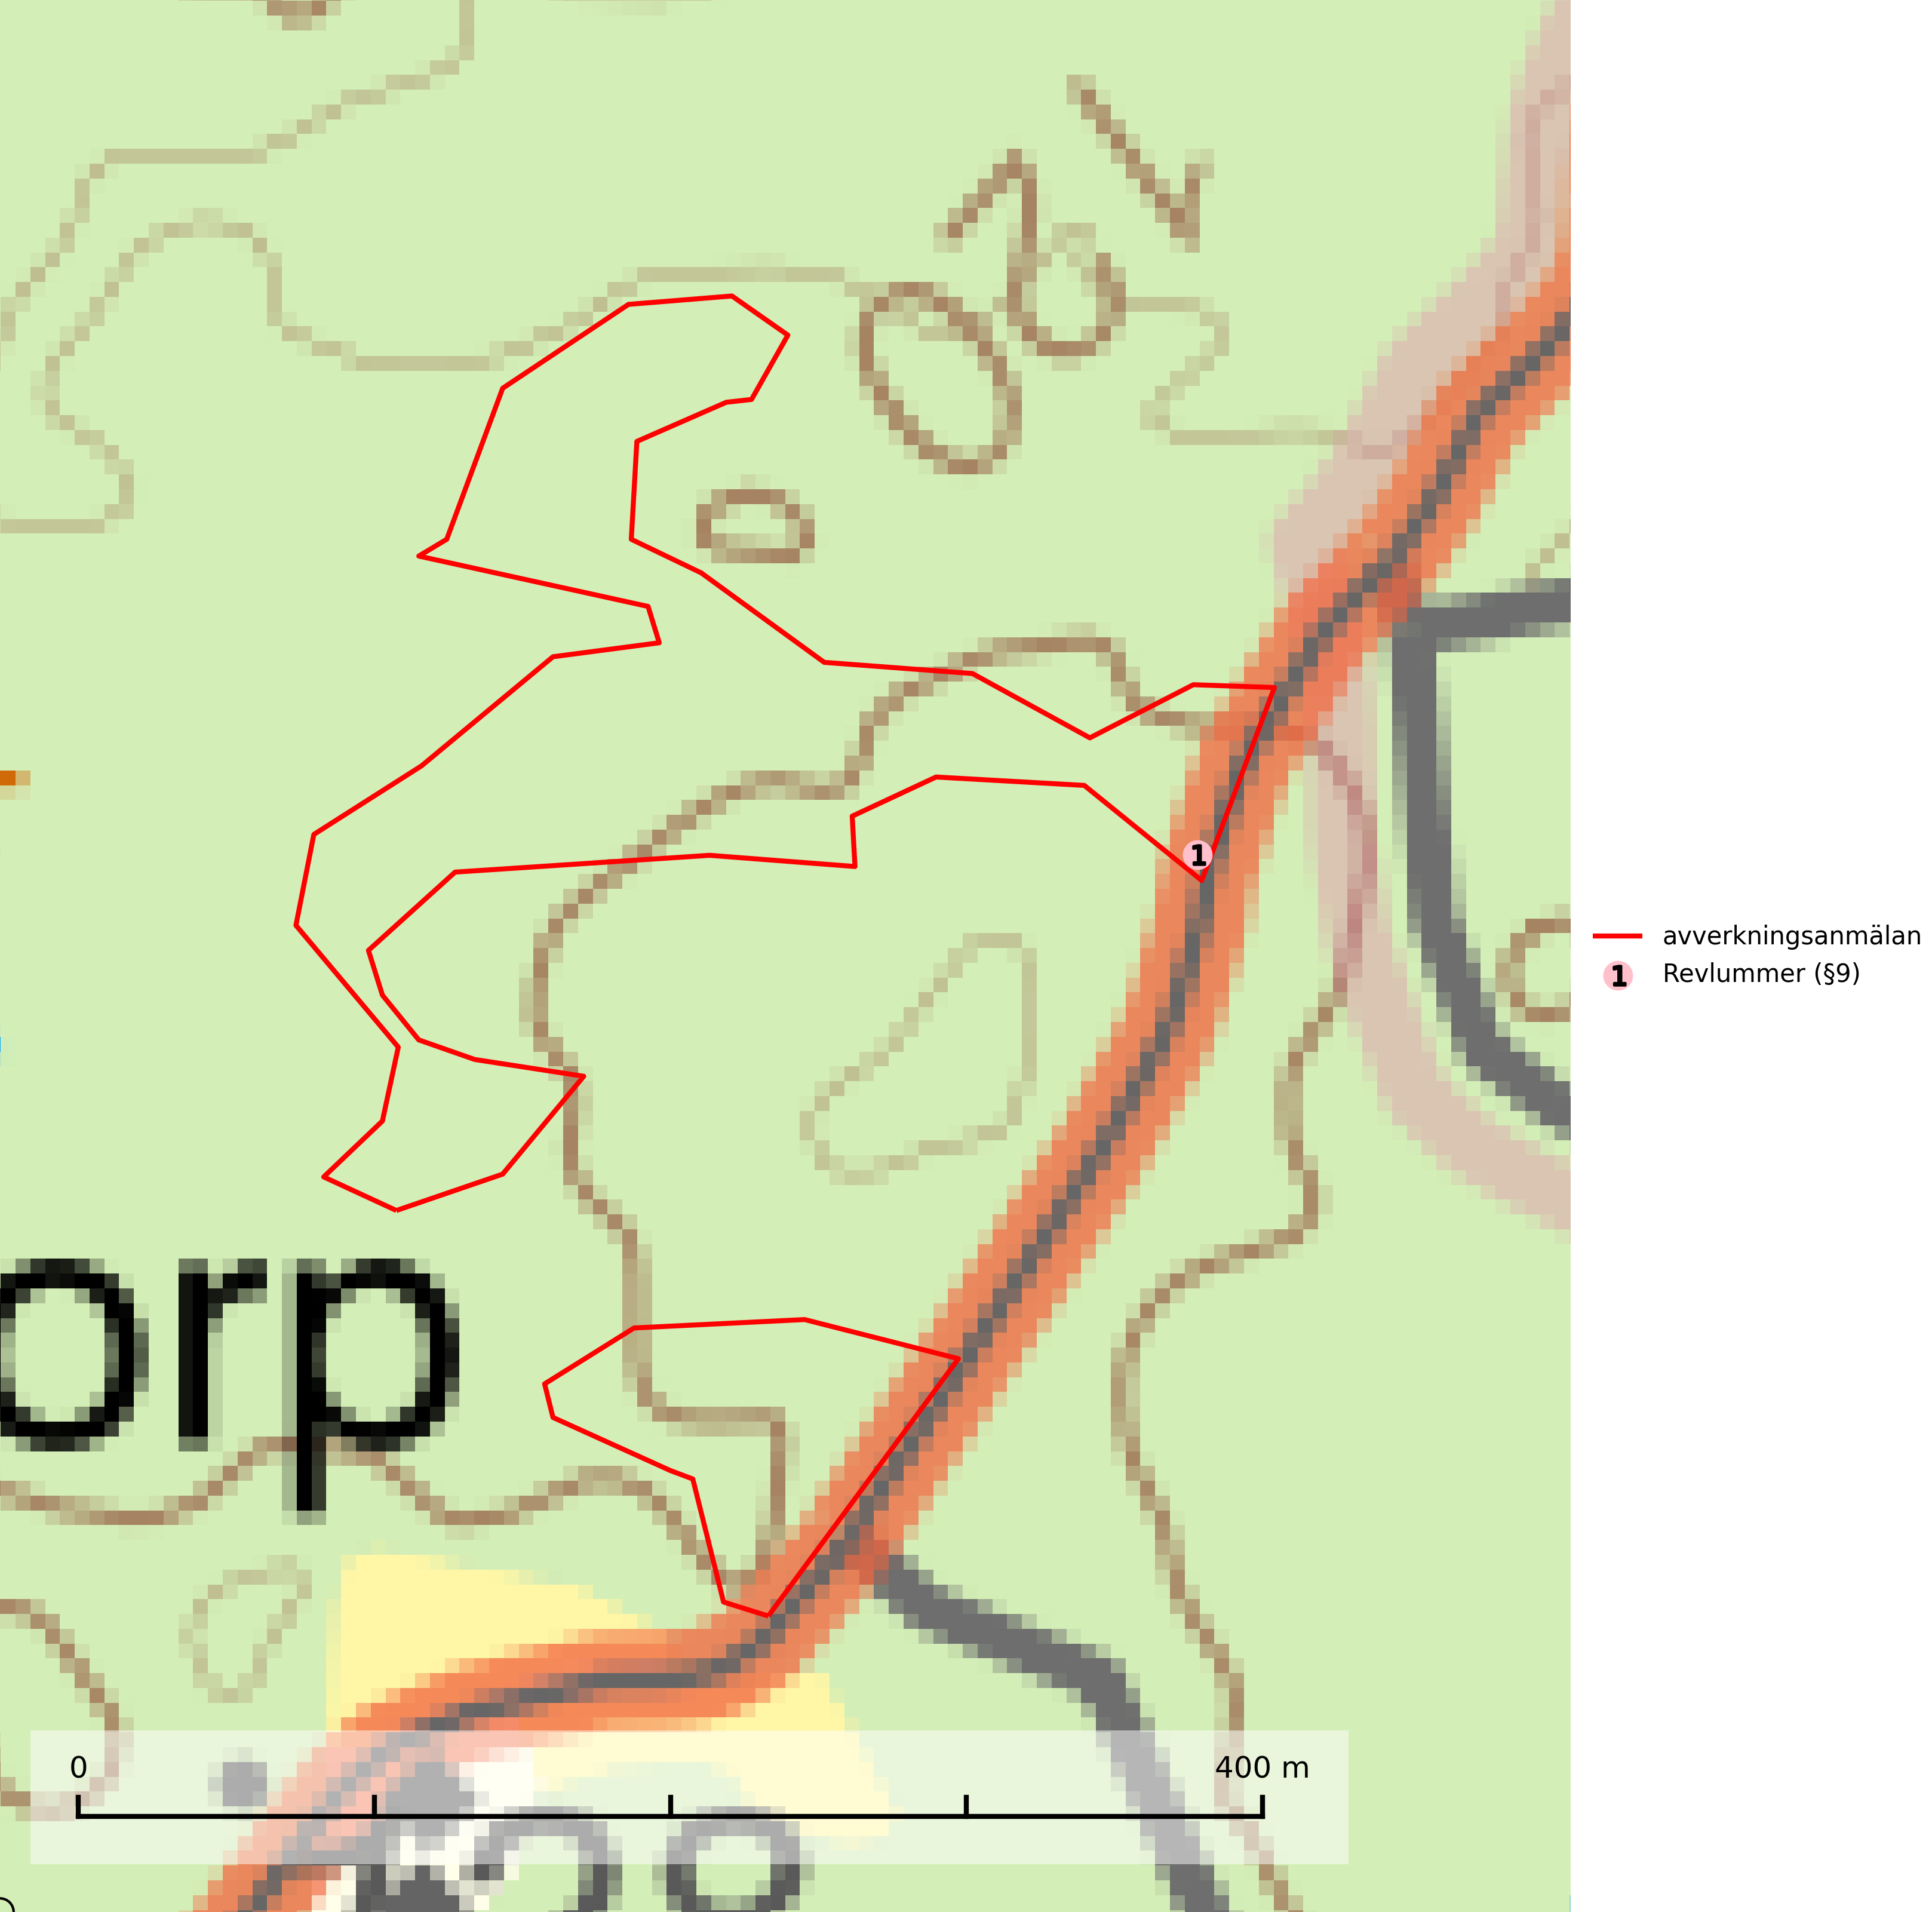 1
avverkningsanmälan
1 Revlummer (§9)
orp
0 400 m